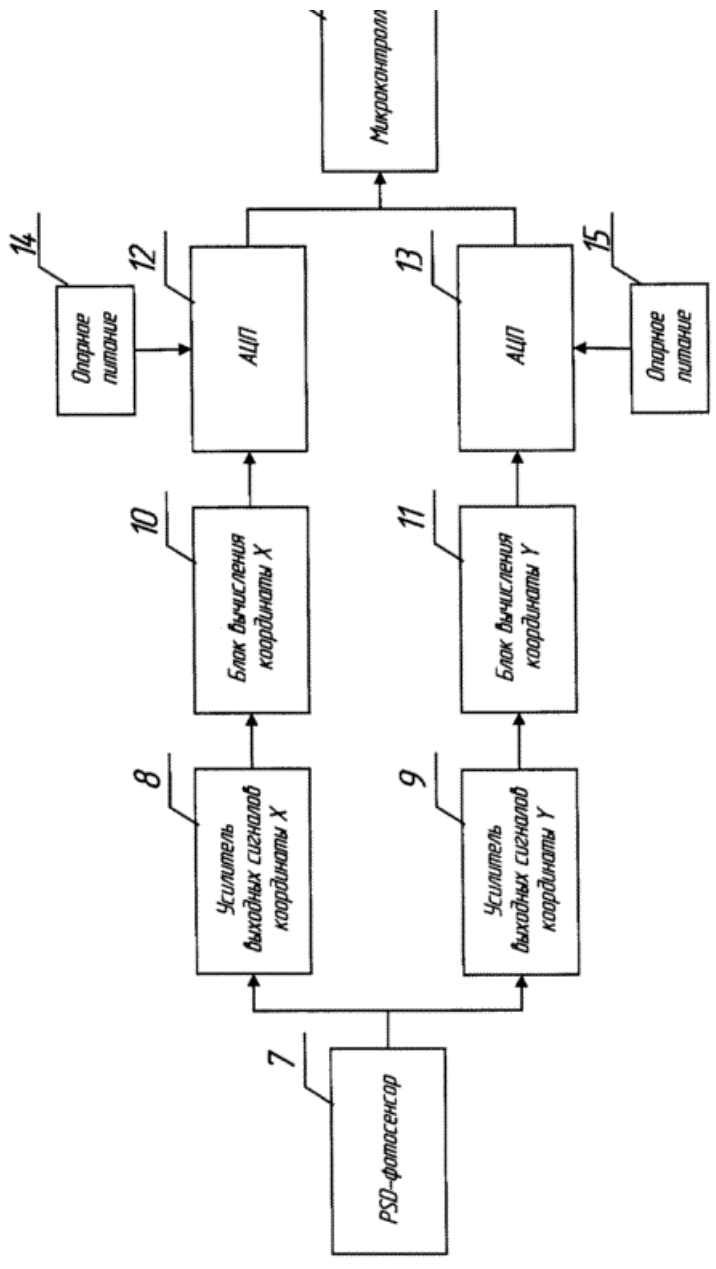 7
PSD-фотосенсор
8
Усилитель
выходных сигналов
координаты X
9
Усилитель
выходных сигналов
координаты Y
10
Блок вычисления
координаты X
11
Блок вычисления
координаты Y
14
Опорное
питание
12
АЦП
13
АЦП
15
Опорное
питание
Микроконтролл